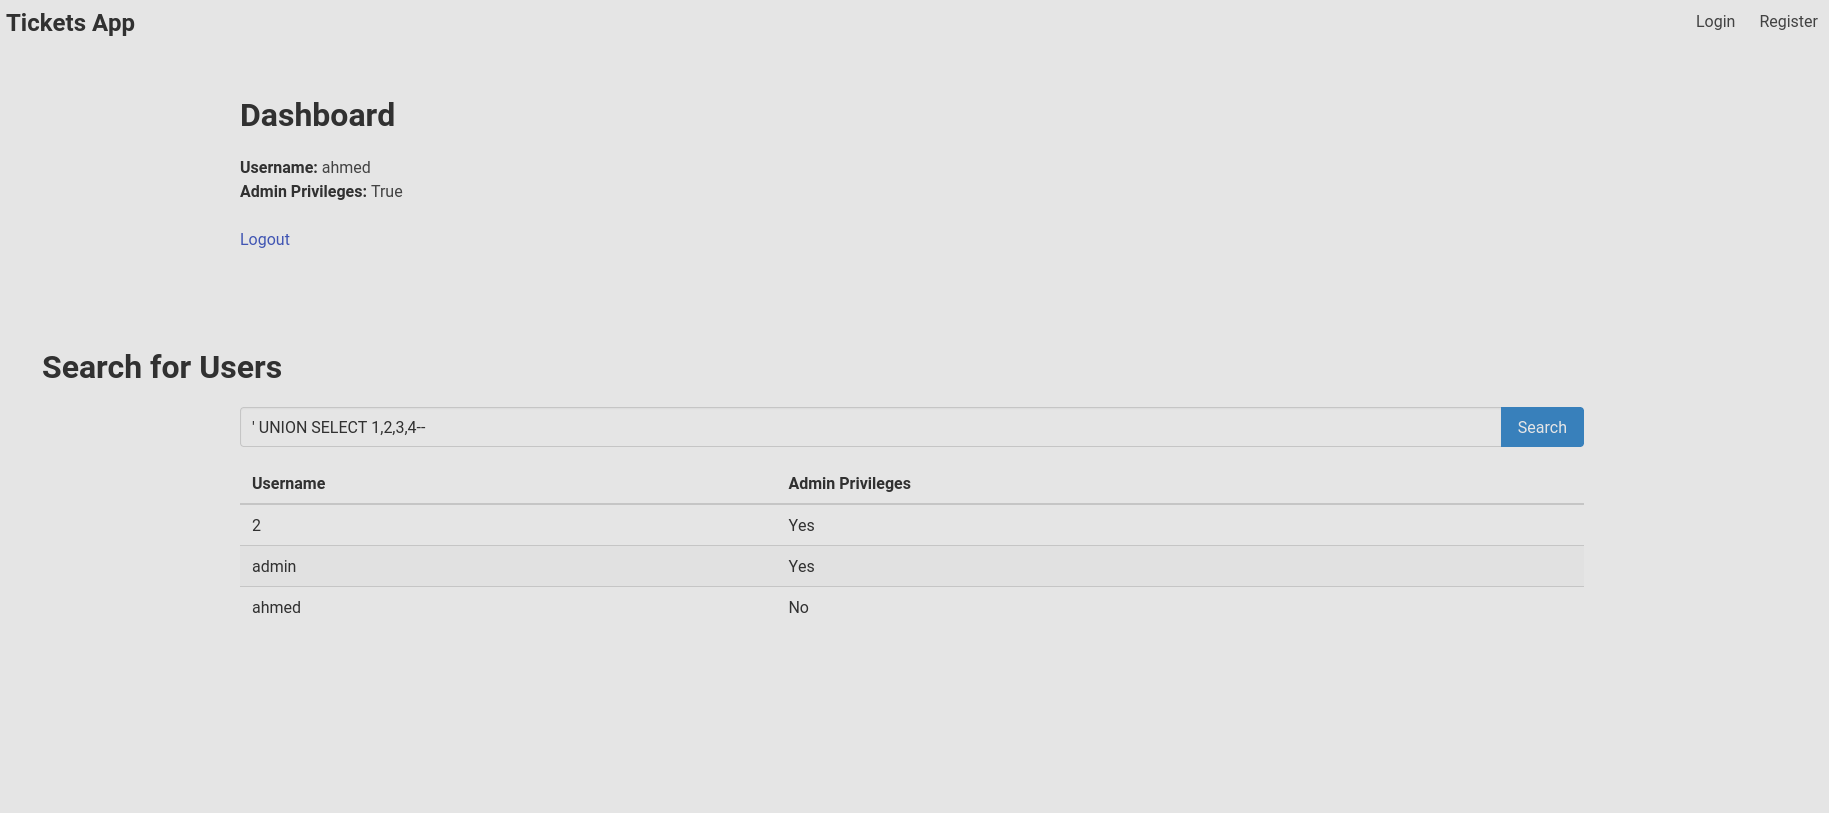 Tickets App
Login Register
Dashboard
Username: ahmed
Admin Privileges: True
Logout
Search for Users
' UNION SELECT 1,2,3,4--
Search
Username Admin Privileges
2 Yes
admin Yes
ahmed No